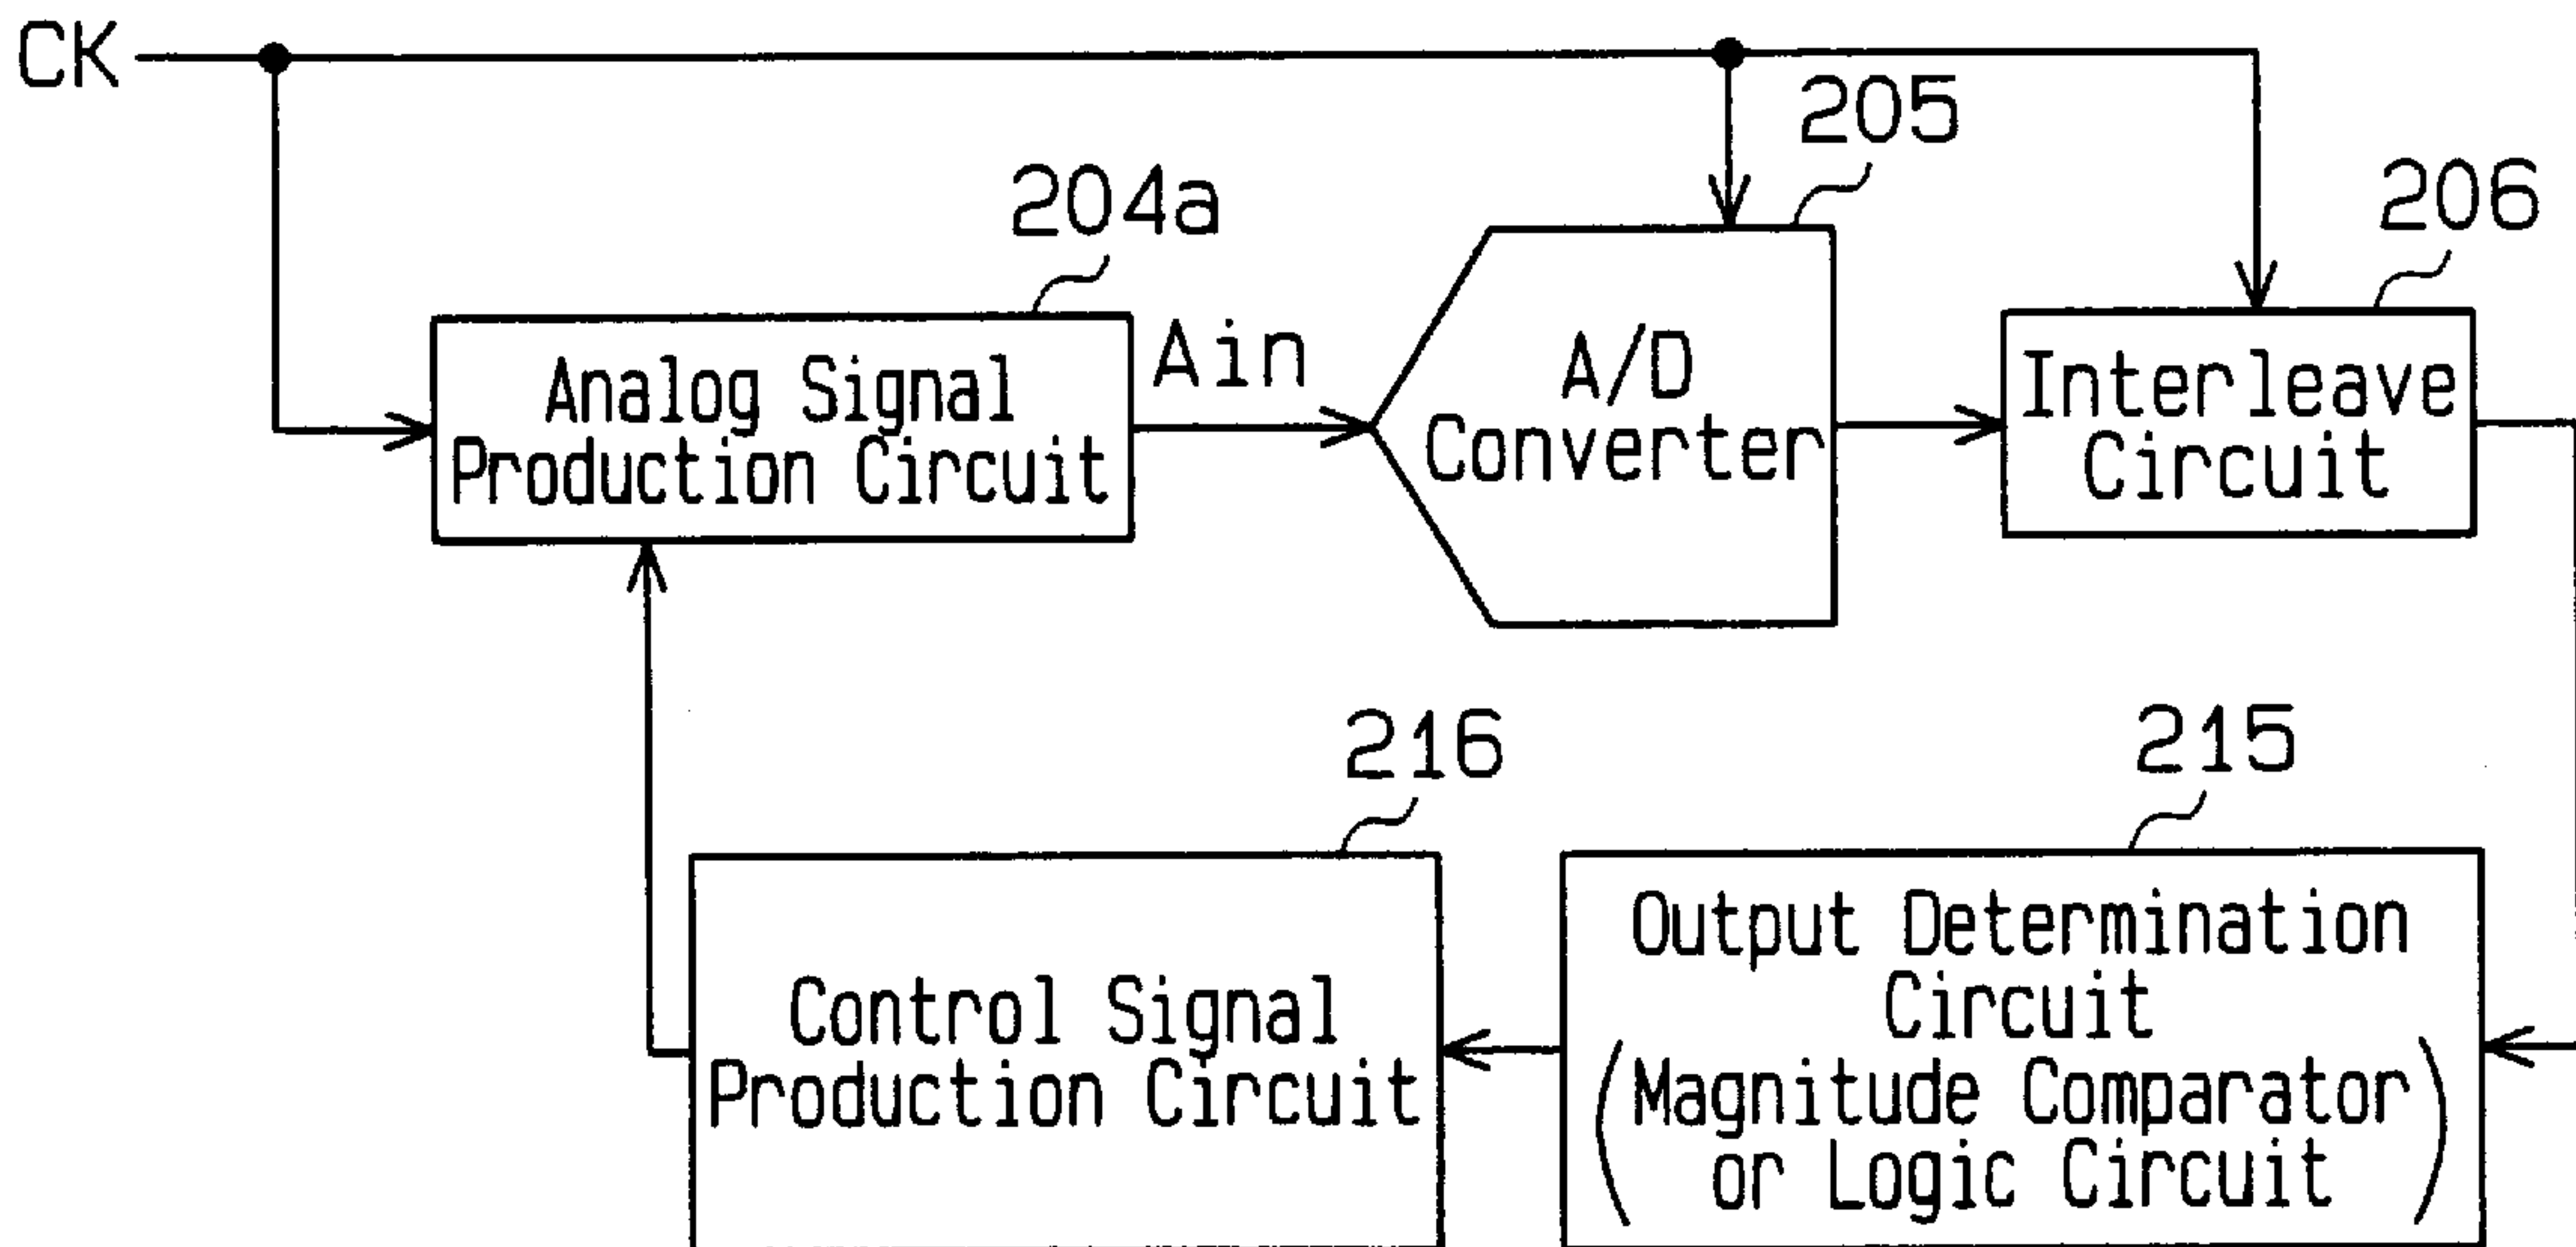 CK
205
204a
206
Ain
Analog Signal
Production Circuit
A/D
Converter
Interleave
Circuit
216
215
Control Signal
Production Circuit
Output Determination
Circuit
(Magnitude Comparator
or Logic Circuit)